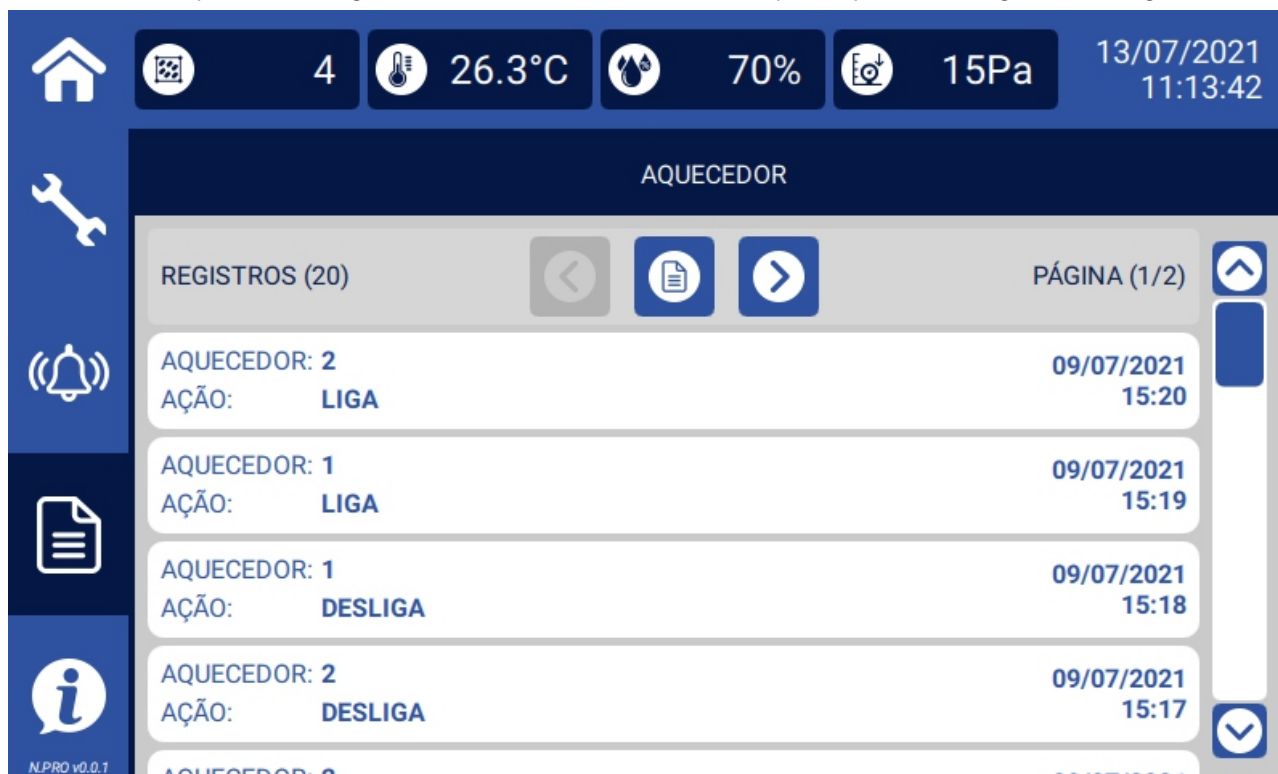 4 26.3°C 70% 15Pa 13/07/2021
11:13:42
AQUECEDOR
REGISTROS (20) PÁGINA (1/2)
AQUECEDOR: 2 09/07/2021
AÇÃO: LIGA 15:20
AQUECEDOR: 1 09/07/2021
AÇÃO: LIGA 15:19
AQUECEDOR: 1 09/07/2021
AÇÃO: DESLIGA 15:18
AQUECEDOR: 2 09/07/2021
AÇÃO: DESLIGA 15:17
N.PRO v0.0.1